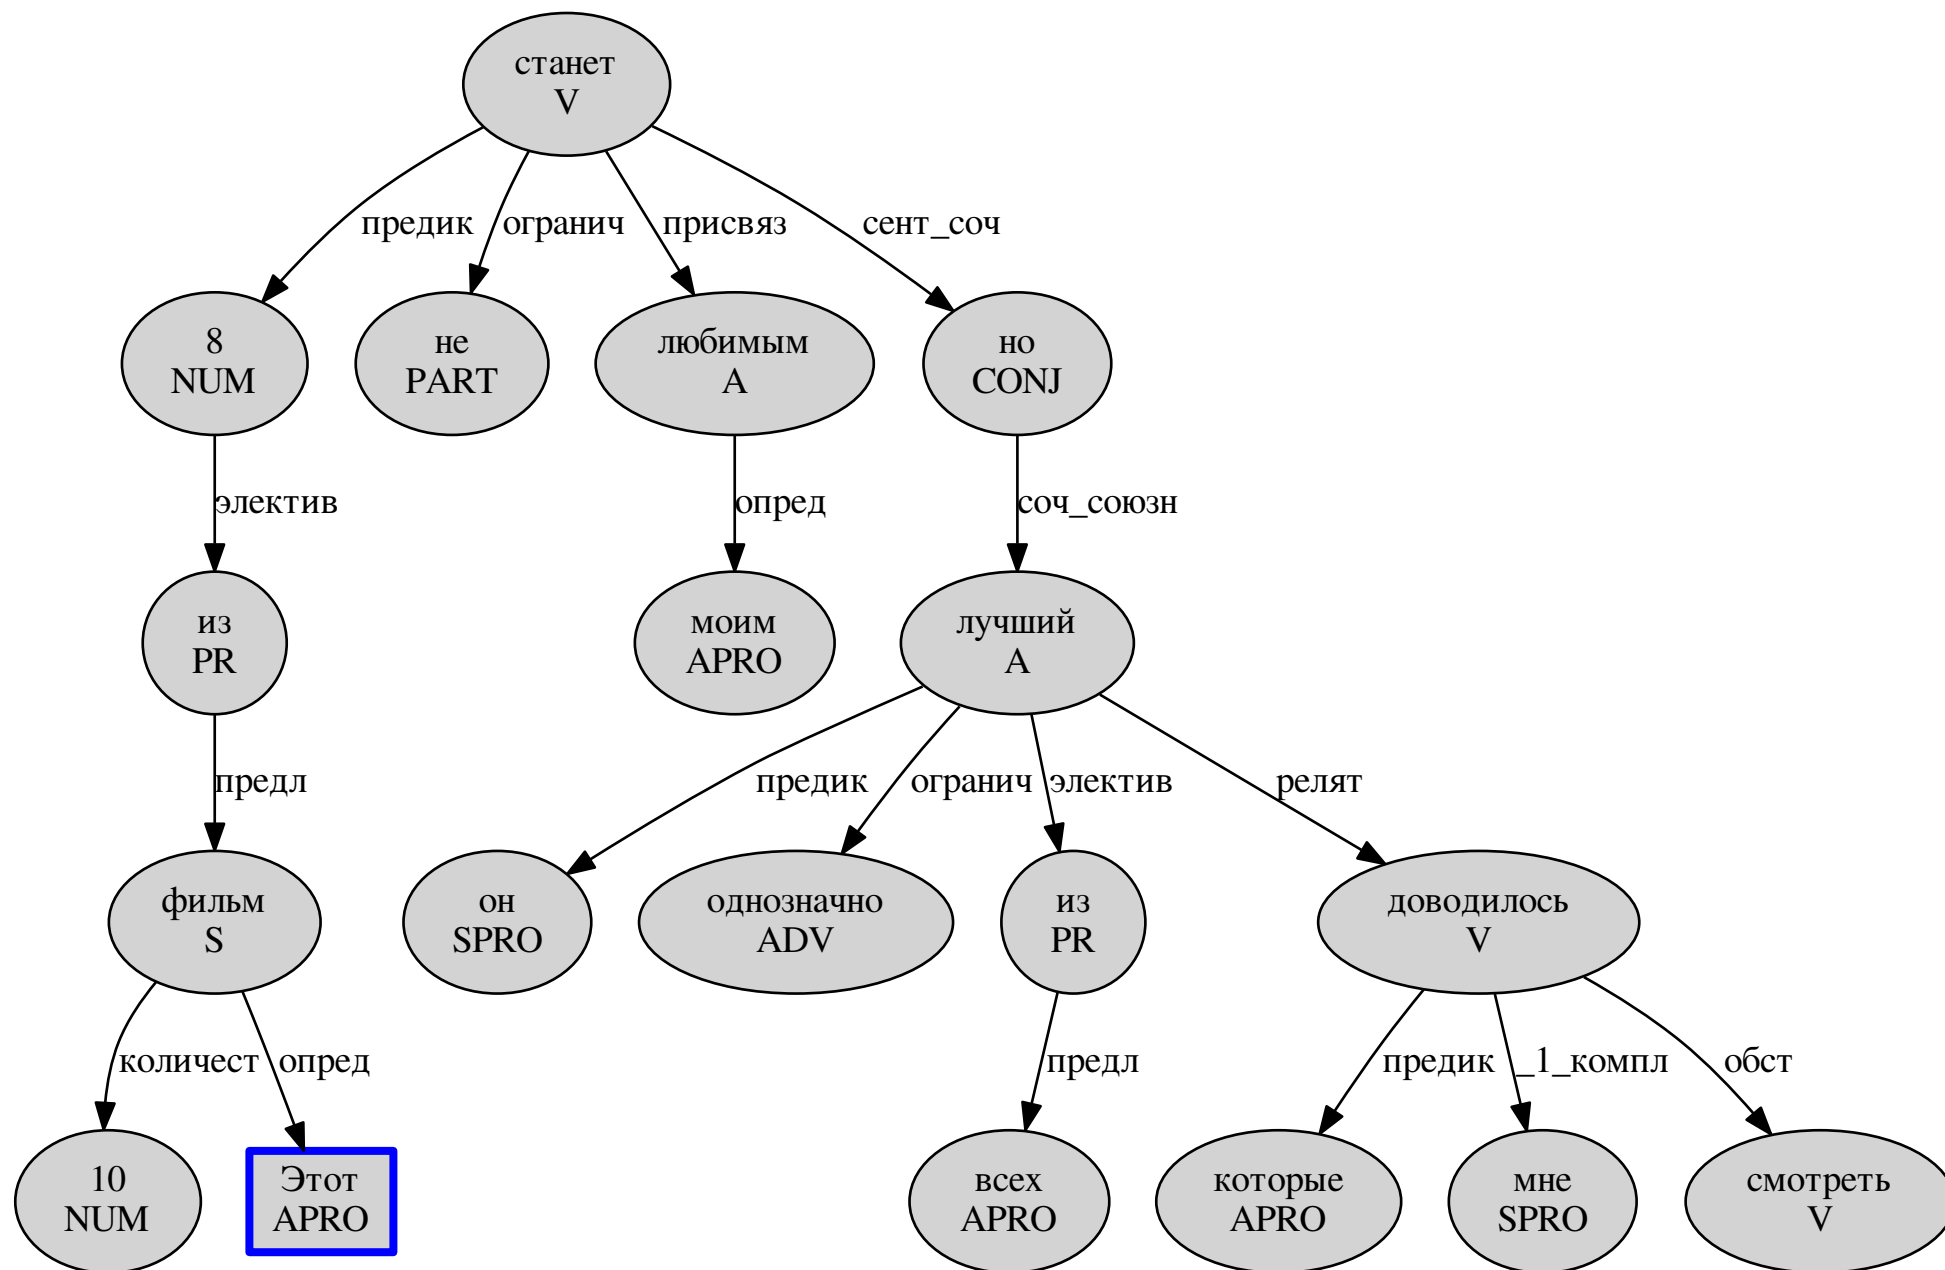 станет
V
предик огранич присвяз сент_соч
8
NUM
не
PART
любимым
A
но
CONJ
электив опред соч_союзн
из
PR
моим
APRO
лучший
A
предл предик огранич электив релят
фильм
S
он
SPRO
однозначно
ADV
из
PR
доводилось
V
количест опред предл предик _1_компл обст
10
NUM
Этот
APRO
всех
APRO
которые
APRO
мне
SPRO
смотреть
V